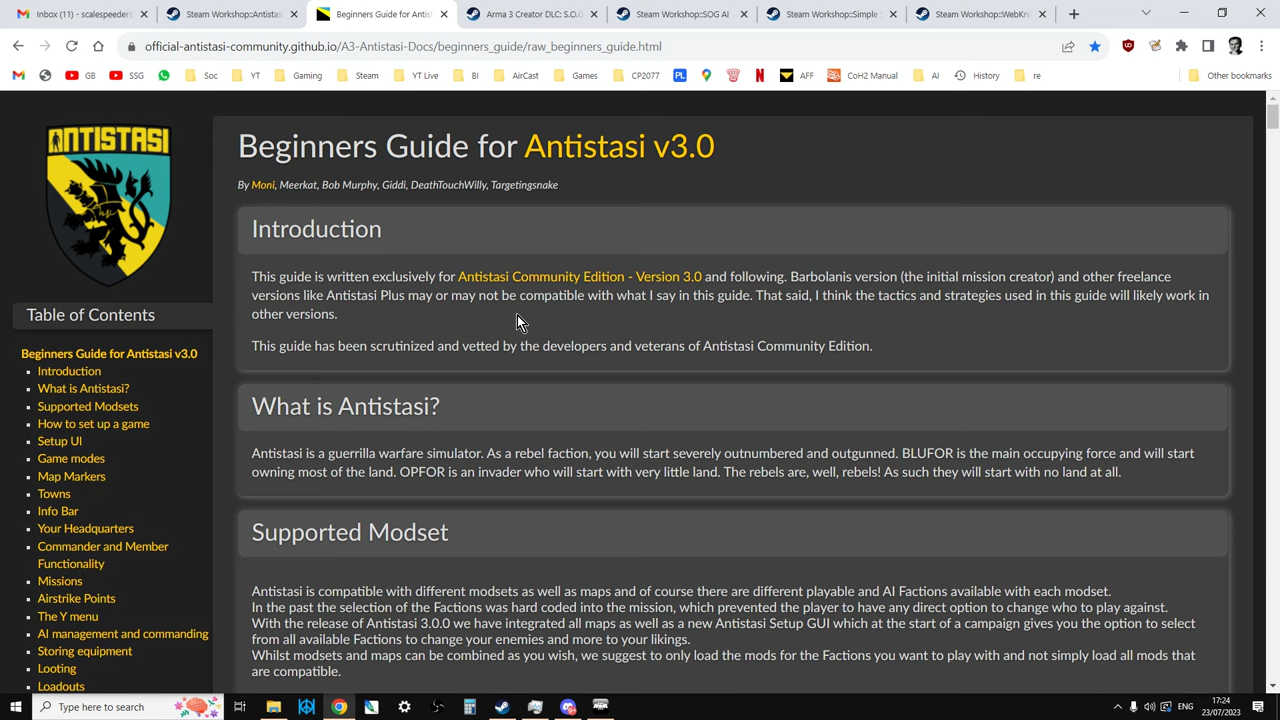 Inbox (11) - scalespeederc
Steam Workshop::Antistasi
Beginners Guide for Antist
Arma 3 Creator DLC: S.O.G
Steam Workshop::SOG AI
Steam Workshop::Simple
Steam Workshop::WebKni
official-antistasi-community.github.io/A3-Antistasi-Docs/beginners_guide/raw_beginners_guide.html
GB
SSG
Soc
YT
Gaming
Steam
YT Live
BI
AirCast
Games
CP2077
PL
N
AFF
CoH2 Manual
AI
History
re
Other bookmarks
ANTISTASI
Table of Contents
Beginners Guide for Antistasi v3.0
Introduction
What is Antistasi?
Supported Modsets
How to set up a game
Setup UI
Game modes
Map Markers
Towns
Info Bar
Your Headquarters
Commander and Member
Functionality
Missions
Airstrike Points
The Y menu
AI management and commanding
Storing equipment
Looting
Loadouts
Beginners Guide for Antistasi v3.0
By Moni, Meerkat, Bob Murphy, Giddi, DeathTouchWilly, Targetingsnake
Introduction
This guide is written exclusively for Antistasi Community Edition - Version 3.0 and following. Barbolanis version (the initial mission creator) and other freelance
versions like Antistasi Plus may or may not be compatible with what I say in this guide. That said, I think the tactics and strategies used in this guide will likely work in
other versions.
This guide has been scrutinized and vetted by the developers and veterans of Antistasi Community Edition.
What is Antistasi?
Antistasi is a guerrilla warfare simulator. As a rebel faction, you will start severely outnumbered and outgunned. BLUFOR is the main occupying force and will start
owning most of the land. OPFOR is an invader who will start with very little land. The rebels are, well, rebels! As such they will start with no land at all.
Supported Modset
Antistasi is compatible with different modsets as well as maps and of course there are different playable and AI Factions available with each modset.
In the past the selection of the Factions was hard coded into the mission, which prevented the player to have any direct option to change who to play against.
With the release of Antistasi 3.0.0 we have integrated all maps as well as a new Antistasi Setup GUI which at the start of a campaign gives you the option to select
from all available Factions to change your enemies and more to your likings.
Whilst modsets and maps can be combined as you wish, we suggest to only load the mods for the Factions you want to play with and not simply load all mods that
are compatible.
Type here to search
ENG
17:24
23/07/2023